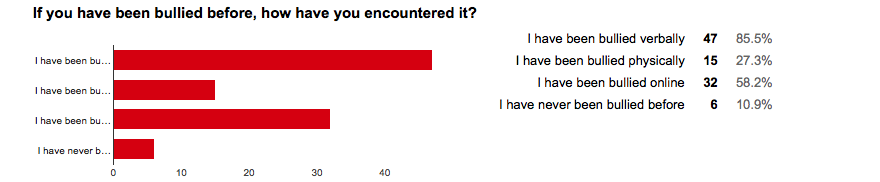 If you have been bullied before, how have you encountered it?
I have been bu...
I have been bu...
I have been bu...
I have never b...
0 10 20 30 40
I have been bullied verbally 47 85.5%
I have been bullied physically 15 27.3%
I have been bullied online 32 58.2%
I have never been bullied before 6 10.9%